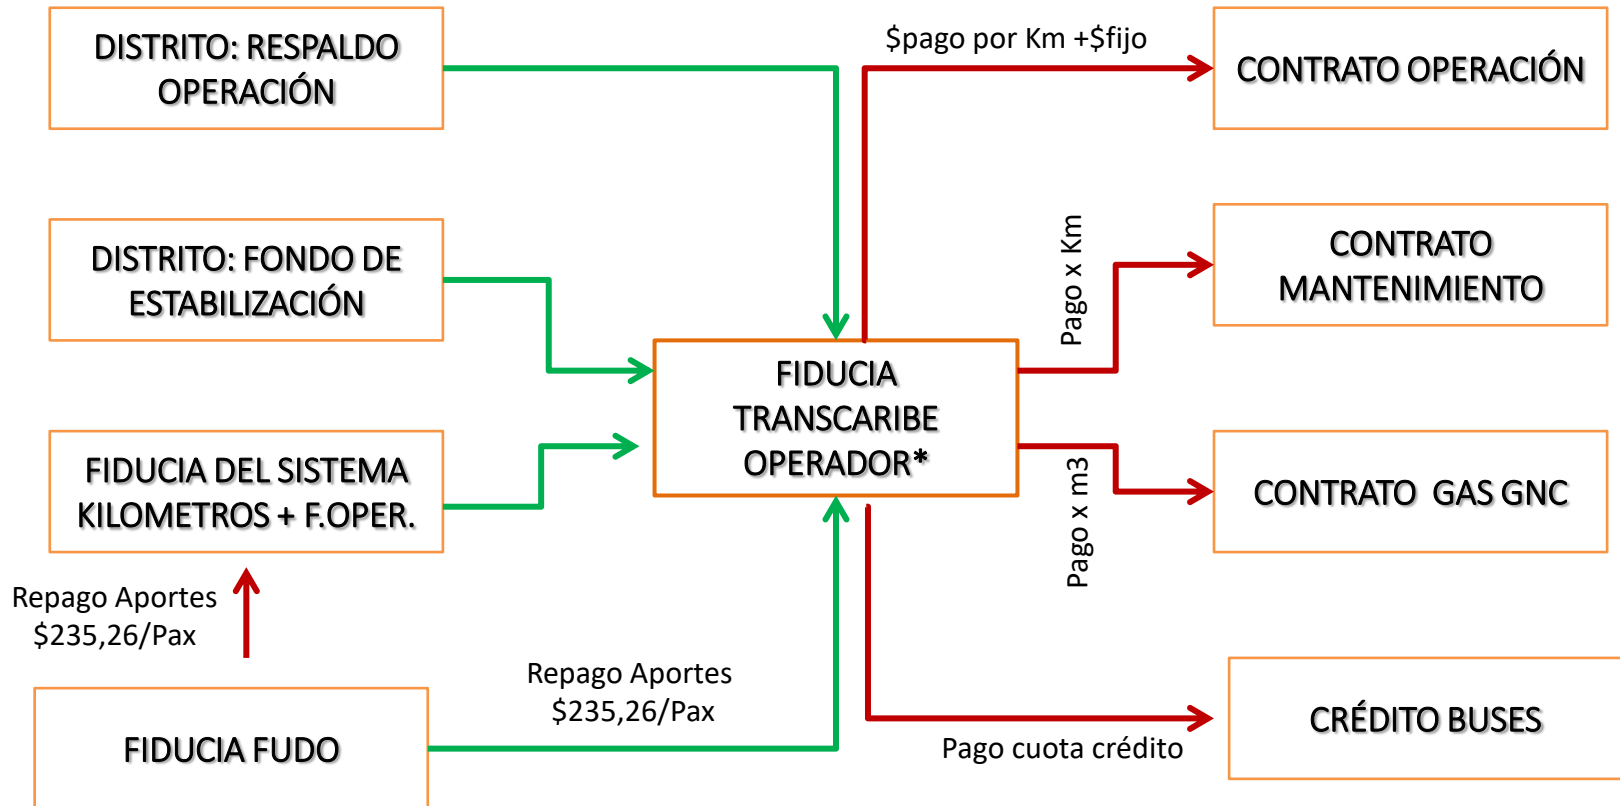 DISTRITO: RESPALDO
OPERACIÓN
$pago por Km +$fijo
CONTRATO OPERACIÓN
DISTRITO: FONDO DE
ESTABILIZACIÓN
Pago x Km
CONTRATO
MANTENIMIENTO
FIDUCIA
TRANSCARIBE
OPERADOR*
FIDUCIA DEL SISTEMA
KILOMETROS + F.OPER.
Pago x m3
CONTRATO GAS GNC
Repago Aportes
$235,26/Pax
Repago Aportes
$235,26/Pax
FIDUCIA FUDO
Pago cuota crédito
CRÉDITO BUSES